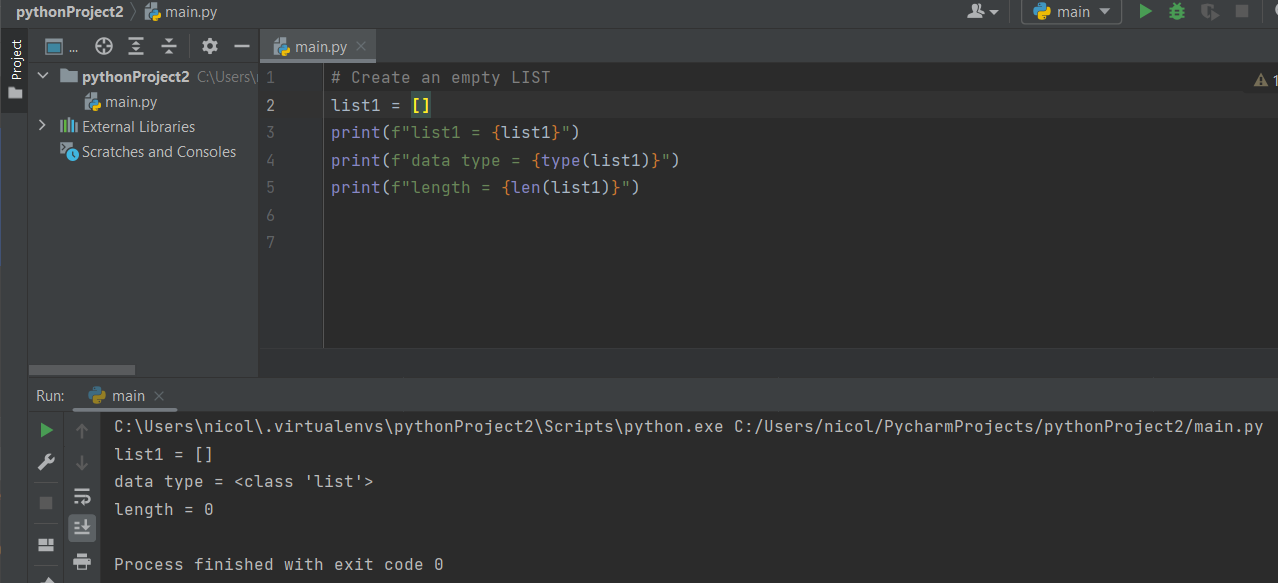 pythonProject2 main.py
main
Project
...
main.py
pythonProject2 C:\Users\
main.py
External Libraries
Scratches and Consoles
1 # Create an empty LIST
2 list1 = []
3 print(f"list1 = {list1}")
4 print(f"data type = {type(list1)}")
5 print(f"length = {len(list1)}")
6
7
1
Run: main
C:\Users\nicol\.virtualenvs\pythonProject2\Scripts\python.exe C:/Users/nicol/PycharmProjects/pythonProject2/main.py
list1 = []
data type = <class 'list'>
length = 0
Process finished with exit code 0